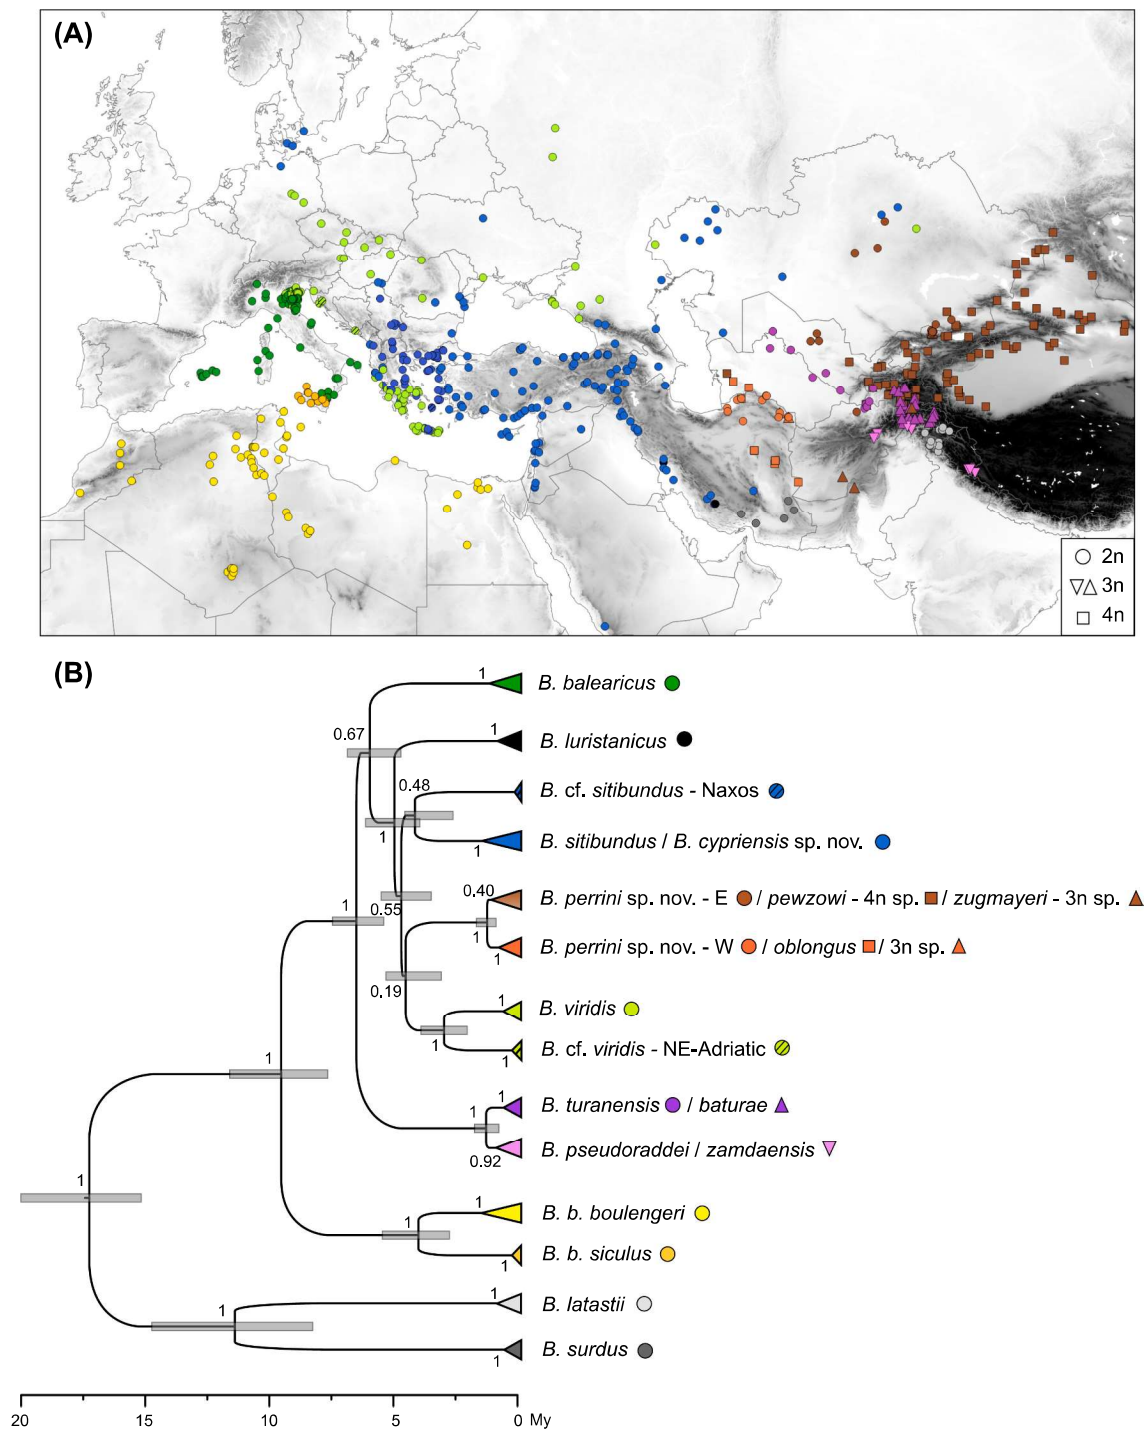 (A)
2n
3n
4n
(B)
1
B. balearicus
0.67
1
B. luristanicus
0.48
B. cf. sitibundus - Naxos
1
1
B. sitibundus / B. cypriensis sp. nov.
0.40
B. perrini sp. nov. - E / pewzowi - 4n sp. / zugmayeri - 3n sp.
1
0.55
1
1
B. perrini sp. nov. - W / oblongus / 3n sp.
0.19
1
B. viridis
1
1
B. cf. viridis - NE-Adriatic
1
1
1
B. turanensis / baturae
0.92
B. pseudoraddei / zamdaensis
1
1
B. b. boulengeri
1
1
B. b. siculus
1
1
B. latastii
1
B. surdus
20 15 10 5 0 My